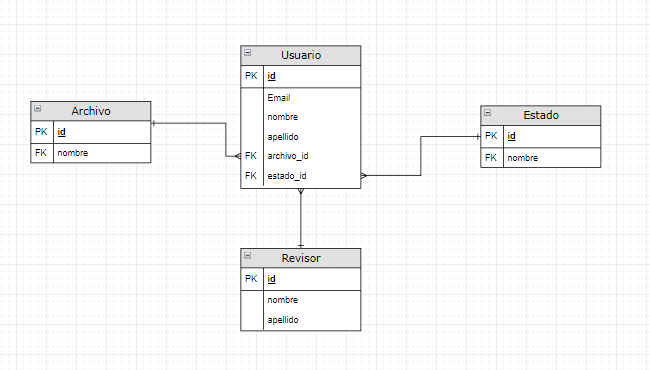 Usuario
PK id
Email
nombre
apellido
FK archivo_id
FK estado_id
Archivo
PK id
FK nombre
Estado
PK id
FK nombre
Revisor
PK id
nombre
apellido